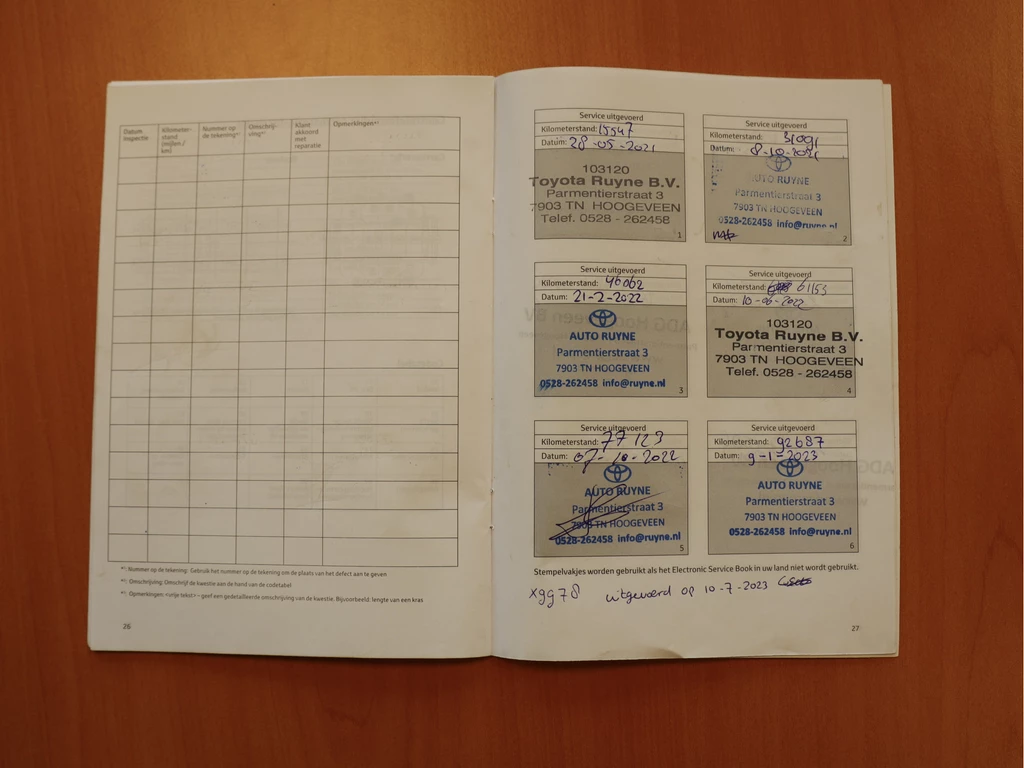 Datum inspectie
Kilometer-
stand
(mijlen /
km)
Nummer op
de tekening*¹
Omschrij-
ving*²
Klant
akkoord
met
reparatie
Opmerkingen*³
*¹: Nummer op de tekening: Gebruik het nummer op de tekening om de plaats van het defect aan te geven
*²: Omschrijving: Omschrijf de kwestie aan de hand van de codetabel
*³: Opmerkingen: <vrije tekst> – geef een gedetailleerde omschrijving van de kwestie. Bijvoorbeeld: lengte van een kras
26
Service uitgevoerd
Kilometerstand: 15547
Datum: 28-05-2021
103120
Toyota Ruyne B.V.
Parmentierstraat 3
7903 TN HOOGEVEEN
Telef. 0528 - 262458
1
Service uitgevoerd
Kilometerstand: 31091
Datum: 8-10-2021
AUTO RUYNE
Parmentierstraat 3
7903 TN HOOGEVEEN
0528-262458 info@ruyne.nl
2
Service uitgevoerd
Kilometerstand: 46062
Datum: 21-2-2022
AUTO RUYNE
Parmentierstraat 3
7903 TN HOOGEVEEN
0528-262458 info@ruyne.nl
3
Service uitgevoerd
Kilometerstand: 61153
Datum: 10-06-2022
103120
Toyota Ruyne B.V.
Parmentierstraat 3
7903 TN HOOGEVEEN
Telef. 0528 - 262458
4
Service uitgevoerd
Kilometerstand: 77123
Datum: 07-10-2022
AUTO RUYNE
Parmentierstraat 3
7903 TN HOOGEVEEN
0528-262458 info@ruyne.nl
5
Service uitgevoerd
Kilometerstand: 92687
Datum: 9-1-2023
AUTO RUYNE
Parmentierstraat 3
7903 TN HOOGEVEEN
0528-262458 info@ruyne.nl
6
Stempelvakjes worden gebruikt als het Electronic Service Book in uw land niet wordt gebruikt.
uitgevoerd op 10-7-2023
27